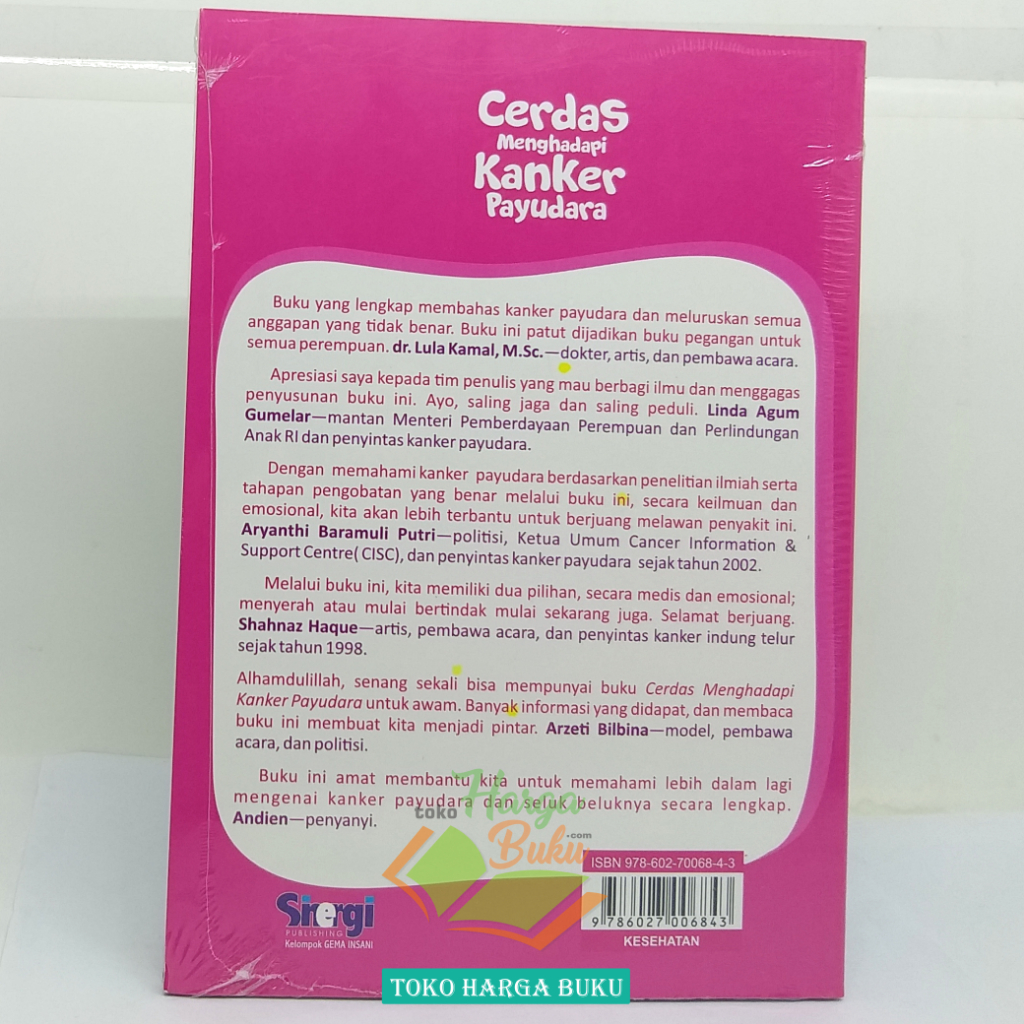 Cerdas
Menghadapi
Kanker
Payudara
Buku yang lengkap membahas kanker payudara dan meluruskan semua
anggapan yang tidak benar. Buku ini patut dijadikan buku pegangan untuk
semua perempuan. dr. Lula Kamal, M.Sc.—dokter, artis, dan pembawa acara.
Apresiasi saya kepada tim penulis yang mau berbagi ilmu dan menggagas
penyusunan buku ini. Ayo, saling jaga dan saling peduli. Linda Agum
Gumelar—mantan Menteri Pemberdayaan Perempuan dan Perlindungan
Anak RI dan penyintas kanker payudara.
Dengan memahami kanker payudara berdasarkan penelitian ilmiah serta
tahapan pengobatan yang benar melalui buku ini, secara keilmuan dan
emosional, kita akan lebih terbantu untuk berjuang melawan penyakit ini.
Aryanthi Baramuli Putri—politisi, Ketua Umum Cancer Information &
Support Centre( CISC), dan penyintas kanker payudara sejak tahun 2002.
Melalui buku ini, kita memiliki dua pilihan, secara medis dan emosional;
menyerah atau mulai bertindak mulai sekarang juga. Selamat berjuang.
Shahnaz Haque—artis, pembawa acara, dan penyintas kanker indung telur
sejak tahun 1998.
Alhamdulillah, senang sekali bisa mempunyai buku Cerdas Menghadapi
Kanker Payudara untuk awam. Banyak informasi yang didapat, dan membaca
buku ini membuat kita menjadi pintar. Arzeti Bilbina—model, pembawa
acara, dan politisi.
Buku ini amat membantu kita untuk memahami lebih dalam lagi
mengenai kanker payudara dan seluk beluknya secara lengkap.
Andien—penyanyi.
toko Harga
Buku.com
ISBN 978-602-70068-4-3
9 786027 006843
KESEHATAN
Sinergi
PUBLISHING
Kelompok GEMA INSANI
TOKO HARGA BUKU